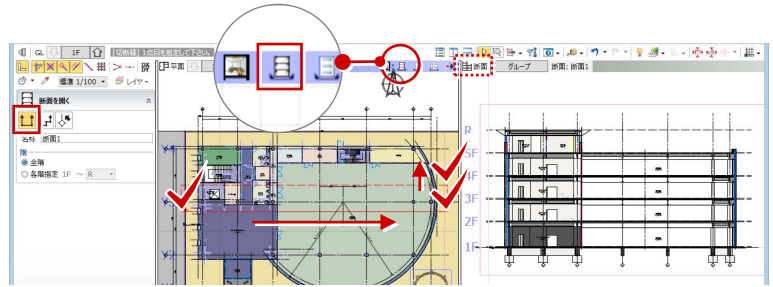 GL
1F
[切断線] 1点目を指定して下さい。
標準 1/100
レイヤ
平面
断面
グループ
断面: 断面1
断面を開く
名称 断面1
階
全階
各階指定 1F ～ R
R
5F
4F
3F
2F
1F
Y2